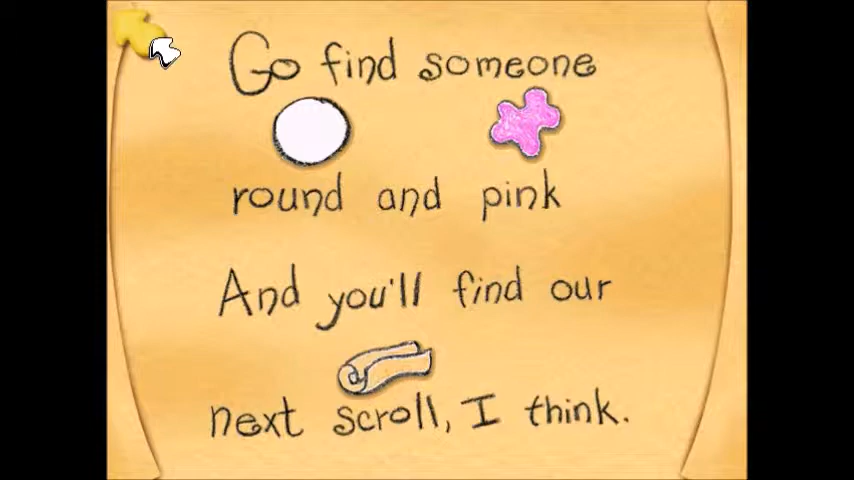 Go find someone
round and pink
And you'll find our
next scroll, I think.